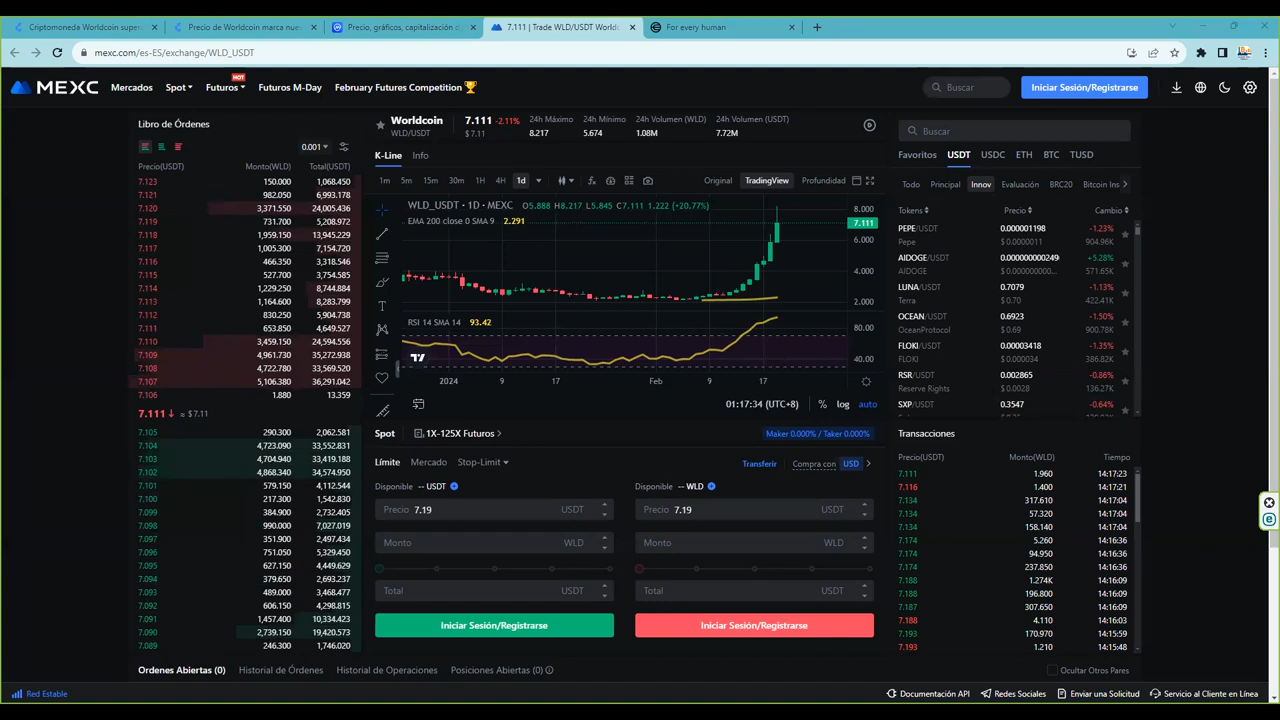 Criptomoneda Worldcoin super
Precio de Worldcoin marca nue
Precio, gráficos, capitalización d
7.111 | Trade WLD/USDT World
For every human
mexc.com/es-ES/exchange/WLD_USDT
MEXC
Mercados
Spot
Futuros
HOT
Futuros M-Day
February Futures Competition
Buscar
Iniciar Sesión/Registrarse
Libro de Órdenes
0.001
Precio(USDT) Monto(WLD) Total(USDT)
7.123 150.000 1,068.450
7.121 982.050 6,993.178
7.120 3,371.550 24,005.436
7.119 731.700 5,208.972
7.118 1,959.150 13,945.229
7.117 1,005.300 7,154.720
7.116 466.350 3,318.546
7.115 527.700 3,754.585
7.114 1,229.250 8,744.884
7.113 1,164.600 8,283.799
7.112 830.250 5,904.738
7.111 653.850 4,649.527
7.110 3,459.150 24,594.556
7.109 4,961.730 35,272.938
7.108 4,722.780 33,569.520
7.107 5,106.380 36,291.042
7.106 1.880 13.359
7.111 ↓ ≈ $7.11
7.105 290.300 2,062.581
7.104 4,723.090 33,552.831
7.103 4,704.940 33,419.188
7.102 4,868.340 34,574.950
7.101 579.150 4,112.544
7.100 217.300 1,542.830
7.099 384.900 2,732.405
7.098 990.000 7,027.019
7.097 351.900 2,497.434
7.096 751.050 5,329.450
7.095 627.150 4,449.629
7.094 379.650 2,693.237
7.093 489.000 3,468.477
7.092 606.150 4,298.815
7.091 1,457.400 10,334.423
7.090 2,739.150 19,420.573
7.089 246.300 1,746.020
Worldcoin
WLD/USDT
7.111 -2.11%
$ 7.11
24h Máximo
8.217
24h Mínimo
5.674
24h Volumen (WLD)
1.08M
24h Volumen (USDT)
7.72M
K-Line Info
1m 5m 15m 30m 1H 4H 1d
Original TradingView Profundidad
WLD_USDT · 1D · MEXC O5.888 H8.217 L5.845 C7.111 1.222 (+20.77%)
EMA 200 close 0 SMA 9 2.291
8.000
7.111
6.000
4.000
2.000
RSI 14 SMA 14 93.42
80.00
40.00
2024 9 17 Feb 9 17
01:17:34 (UTC+8) % log auto
Spot 1X-125X Futuros >
Maker 0.000% / Taker 0.000%
Límite Mercado Stop-Limit
Transferir Compra con USD
Disponible -- USDT
Precio 7.19 USDT
Monto WLD
Total USDT
Iniciar Sesión/Registrarse
Disponible -- WLD
Precio 7.19 USDT
Monto WLD
Total USDT
Iniciar Sesión/Registrarse
Buscar
Favoritos USDT USDC ETH BTC TUSD
Todo Principal Innov Evaluación BRC20 Bitcoin Ins
Tokens Precio Cambio
PEPE/USDT 0.000001198 -1.23%
Pepe $ 0.0000011 904.96K
AIDOGE/USDT 0.000000000249 +5.28%
AIDOGE $ 0.000000000... 571.65K
LUNA/USDT 0.7079 -1.13%
Terra $ 0.70 422.41K
OCEAN/USDT 0.6923 -1.50%
OceanProtocol $ 0.69 900.78K
FLOKI/USDT 0.00003418 -1.35%
FLOKI $ 0.000034 386.82K
RSR/USDT 0.002865 -0.86%
Reserve Rights $ 0.0028 136.27K
SXP/USDT 0.3547 -0.64%
Transacciones
Precio(USDT) Monto(WLD) Tiempo
7.111 1.960 14:17:23
7.116 1.400 14:17:21
7.134 317.610 14:17:04
7.134 57.320 14:17:04
7.134 158.140 14:17:04
7.174 5.260 14:16:36
7.174 94.950 14:16:36
7.174 237.850 14:16:36
7.188 1.274K 14:16:09
7.188 196.800 14:16:09
7.187 307.650 14:16:09
7.188 4.110 14:16:03
7.193 170.970 14:15:59
7.193 1.210 14:15:48
Ordenes Abiertas (0) Historial de Órdenes Historial de Operaciones Posiciones Abiertas (0)
Ocultar Otros Pares
Red Estable
Documentación API Redes Sociales Enviar una Solicitud Servicio al Cliente en Línea